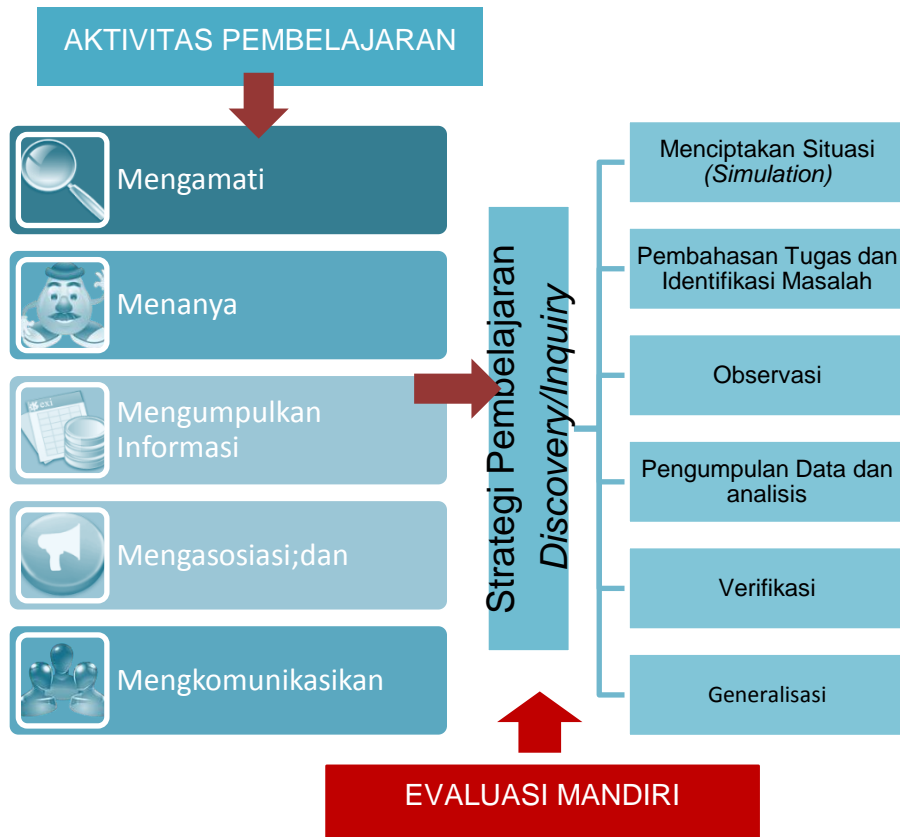 AKTIVITAS PEMBELAJARAN
Mengamati
Menanya
Mengumpulkan
Informasi
Mengasosiasi;dan
Mengkomunikasikan
Strategi Pembelajaran
Discovery/Inquiry
Menciptakan Situasi
(Simulation)
Pembahasan Tugas dan
Identifikasi Masalah
Observasi
Pengumpulan Data dan
analisis
Verifikasi
Generalisasi
EVALUASI MANDIRI